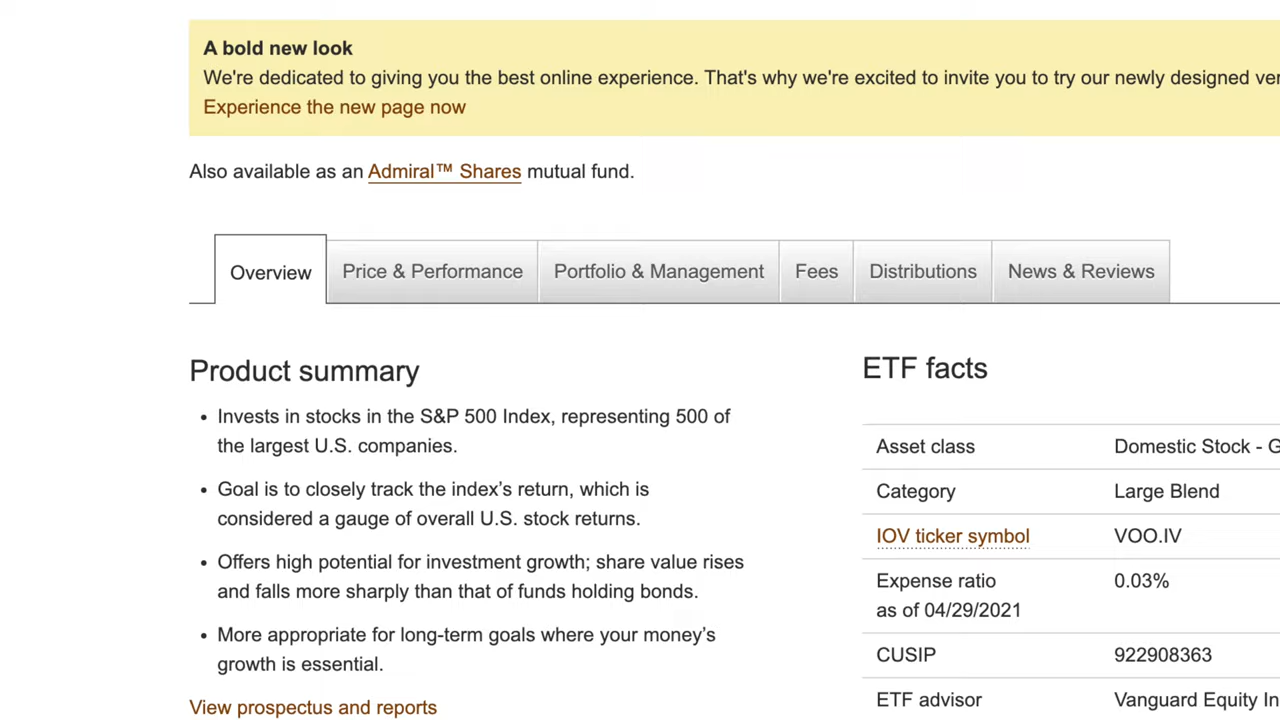 A bold new look
We're dedicated to giving you the best online experience. That's why we're excited to invite you to try our newly designed
Experience the new page now
Also available as an Admiral™ Shares mutual fund.
Overview
Price & Performance
Portfolio & Management
Fees
Distributions
News & Reviews
Product summary
• Invests in stocks in the S&P 500 Index, representing 500 of
the largest U.S. companies.
• Goal is to closely track the index’s return, which is
considered a gauge of overall U.S. stock returns.
• Offers high potential for investment growth; share value rises
and falls more sharply than that of funds holding bonds.
• More appropriate for long-term goals where your money’s
growth is essential.
View prospectus and reports
ETF facts
Asset class Domestic Stock -
Category Large Blend
IOV ticker symbol VOO.IV
Expense ratio 0.03%
as of 04/29/2021
CUSIP 922908363
ETF advisor Vanguard Equity